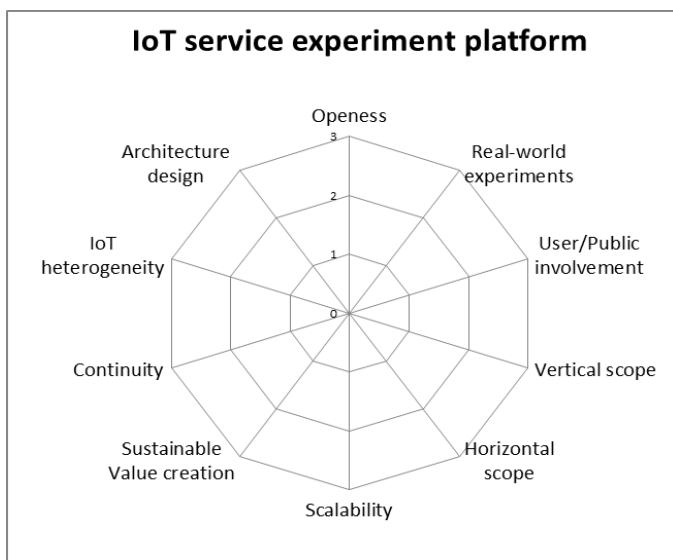 IoT service experiment platform
Openess
Real-world
experiments
User/Public
involvement
Vertical scope
Horizontal
scope
Scalability
Sustainable
Value creation
Continuity
IoT
heterogeneity
Architecture
design
3
2
1
0